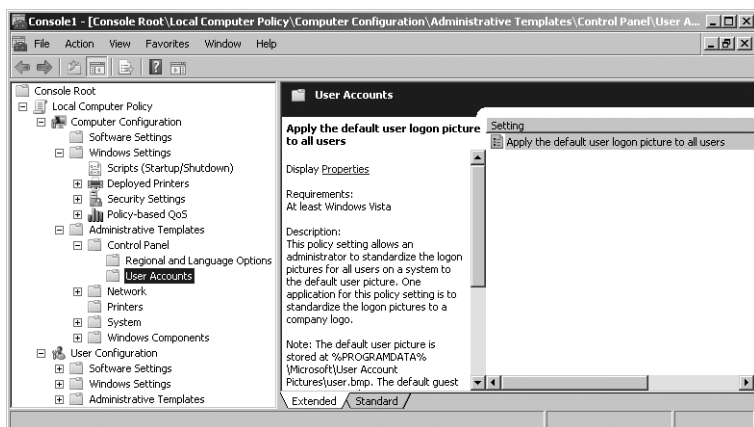 Console1 - [Console Root\Local Computer Policy\Computer Configuration\Administrative Templates\Control Panel\User A...
File Action View Favorites Window Help
Console Root
Local Computer Policy
Computer Configuration
Software Settings
Windows Settings
Scripts (Startup/Shutdown)
Deployed Printers
Security Settings
Policy-based QoS
Administrative Templates
Control Panel
Regional and Language Options
User Accounts
Network
Printers
System
Windows Components
User Configuration
Software Settings
Windows Settings
Administrative Templates
User Accounts
Apply the default user logon picture
to all users
Display Properties
Requirements:
At least Windows Vista
Description:
This policy setting allows an
administrator to standardize the logon
pictures for all users on a system to
the default user picture. One
application for this policy setting is to
standardize the logon pictures to a
company logo.
Note: The default user picture is
stored at %PROGRAMDATA%
\Microsoft\User Account
Pictures\user.bmp. The default guest
Setting
Apply the default user logon picture to all users
Extended
Standard